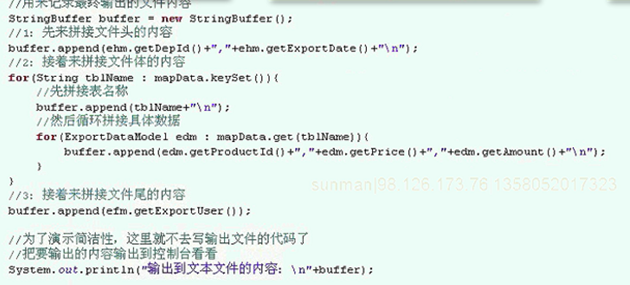 //用来记录最终输出的文件内容
StringBuffer buffer = new StringBuffer();
//1: 先来拼接文件头的内容
buffer.append(ehm.getDepId()+","+ehm.getExportDate()+"\n");
//2: 接着来拼接文件体的内容
for(String tblName : mapData.keySet()){
//先拼接表名称
buffer.append(tblName+"\n");
//然后循环拼接具体数据
for(ExportDataModel edm : mapData.get(tblName)){
buffer.append(edm.getProductId()+","+edm.getPrice()+","+edm.getAmount()+"\n");
}
}
sunmanl98.126.173.76.1358052017323
//3: 接着来拼接文件尾的内容
buffer.append(efm.getExportUser());
//为了演示简洁性，这里就不去写输出文件的代码了
//把要输出的内容输出到控制台看看
System.out.println("输出到文本文件的内容: \n"+buffer);